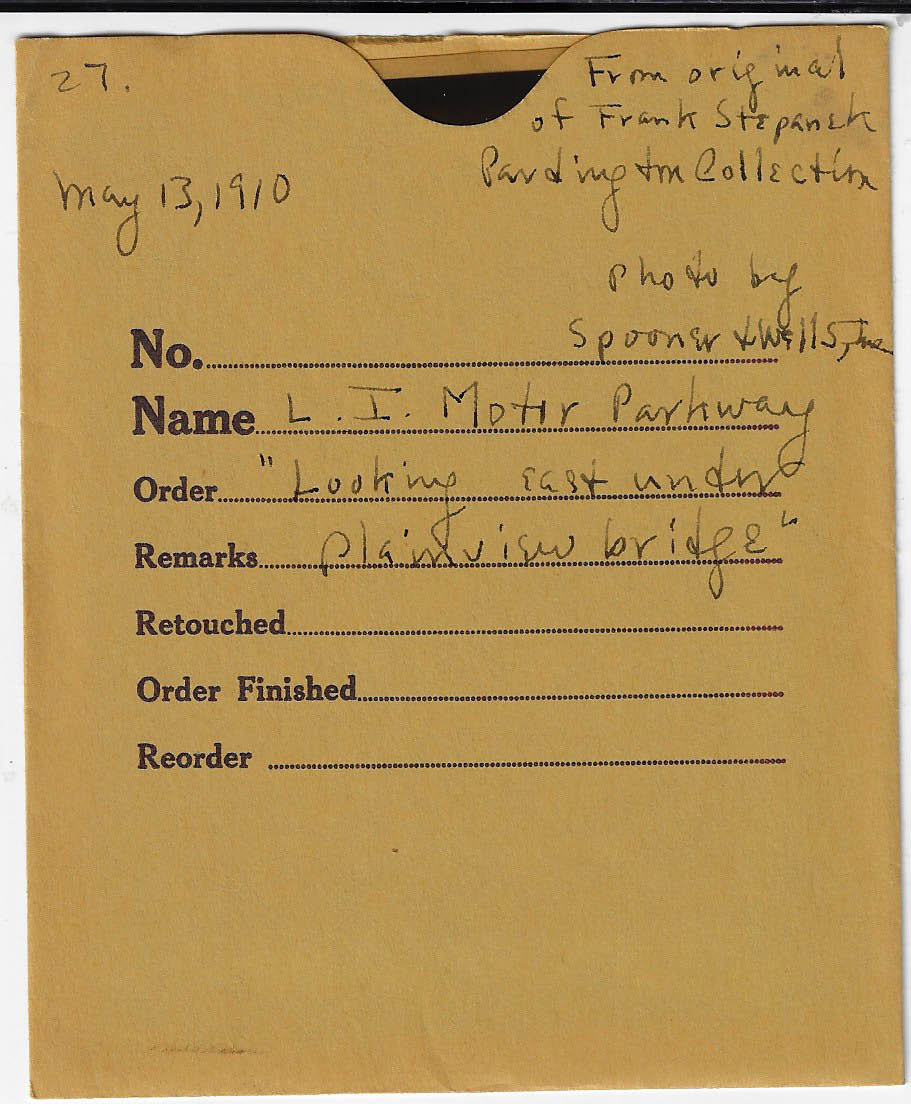 27.
From original
of Frank Stepanek
Pardington Collection
May 13, 1910
Photo by
Spooner & Wells, Inc.
No.
Name L. I. Motor Parkway
Order "Looking east under
Remarks plainview bridge"
Retouched
Order Finished
Reorder